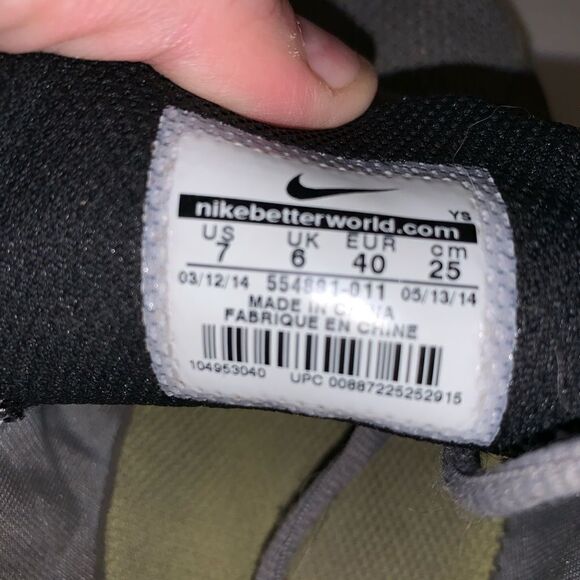 YS
nikebetterworld.com
US UK EUR cm
7 6 40 25
03/12/14 554891-011 05/13/14
MADE IN CHINA
FABRIQUE EN CHINE
104953040 UPC 00887225252915